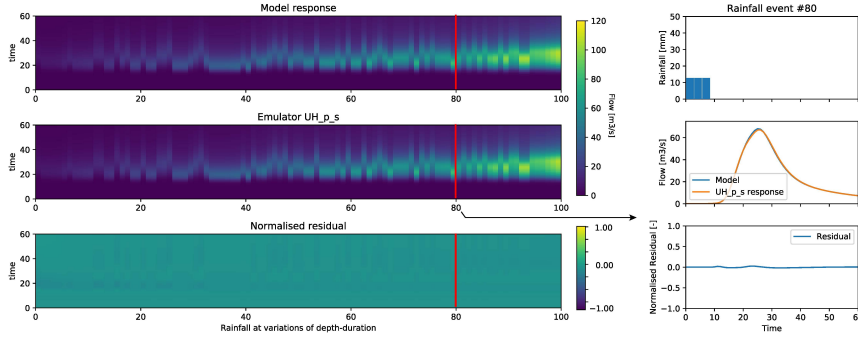 Model response
time
60
40
20
0
0 20 40 60 80 100
Emulator UH_p_s
time
60
40
20
0
0 20 40 60 80 100
Normalised residual
time
60
40
20
0
0 20 40 60 80 100
Rainfall at variations of depth-duration
120
100
80
60
40
20
0
Flow [m3/s]
1.00
0.00
−1.00
Rainfall event #80
Rainfall [mm]
50
40
30
20
10
0
Flow [m3/s]
60
40
20
0
Model
UH_p_s response
Normalised Residual [-]
1.0
0.5
0.0
−0.5
−1.0
Residual
0 10 20 30 40 50 60
Time